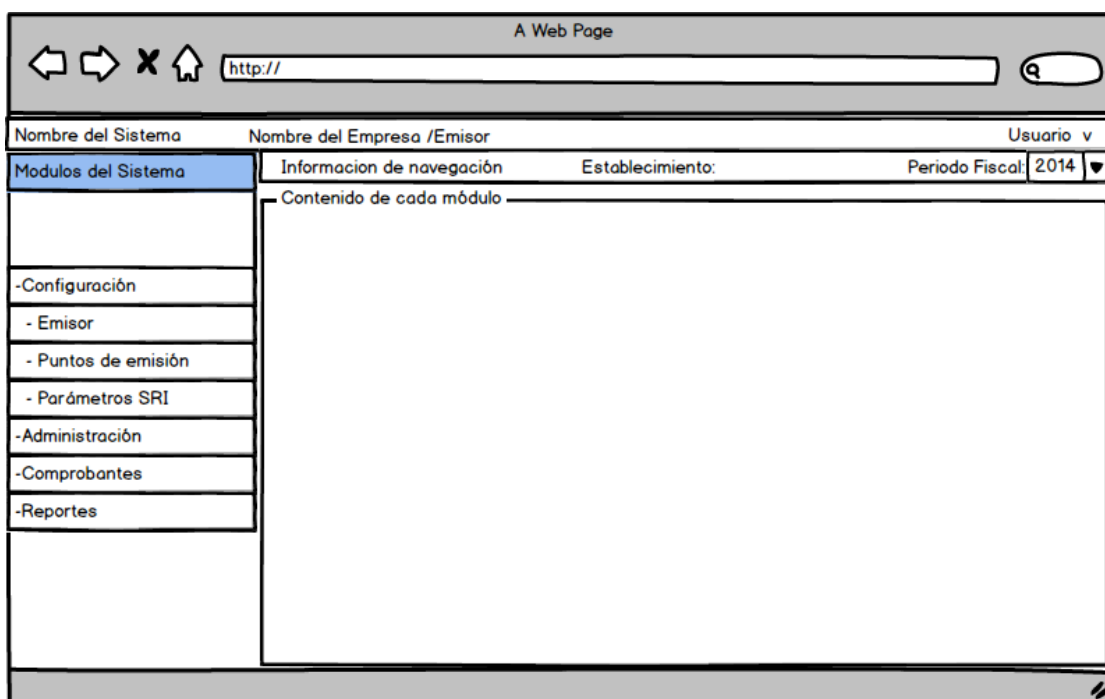 A Web Page
http://
Nombre del Sistema Nombre del Empresa /Emisor Usuario v
Modulos del Sistema
Informacion de navegación Establecimiento: Periodo Fiscal: 2014
Contenido de cada módulo
-Configuración
- Emisor
- Puntos de emisión
- Parámetros SRI
-Administración
-Comprobantes
-Reportes